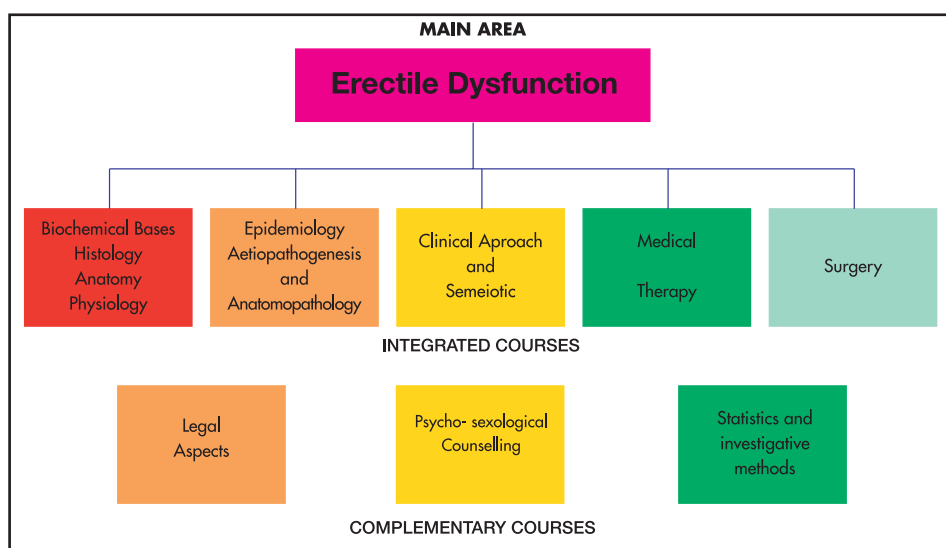 MAIN AREA
Erectile Dysfunction
Biochemical Bases
Histology
Anatomy
Physiology
Epidemiology
Aetiopathogenesis
and
Anatomopathology
Clinical Aproach
and
Semeiotic
Medical
Therapy
Surgery
INTEGRATED COURSES
Legal
Aspects
Psycho- sexological
Counselling
Statistics and
investigative
methods
COMPLEMENTARY COURSES